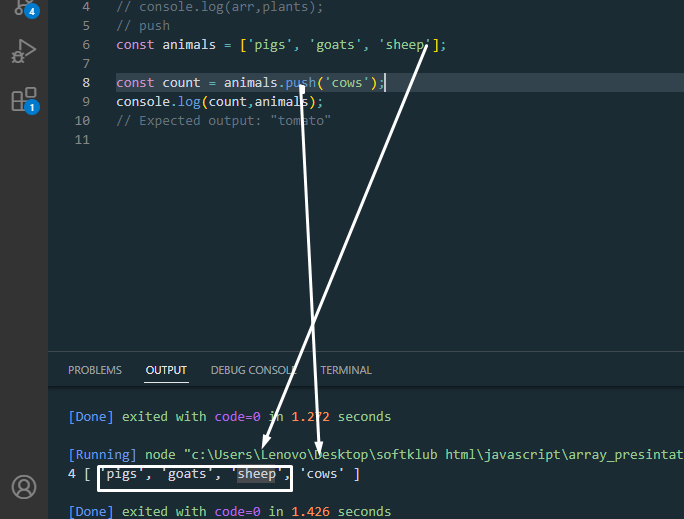 4
4 // console.log(arr,plants);
5 // push
6 const animals = ['pigs', 'goats', 'sheep'];
7
8 const count = animals.push('cows');
9 console.log(count,animals);
10 // Expected output: "tomato"
11
1
PROBLEMS OUTPUT DEBUG CONSOLE TERMINAL
[Done] exited with code=0 in 1.272 seconds
[Running] node "c:\Users\Lenovo\Desktop\softklub html\javascript\array_presintat
4 [ 'pigs', 'goats', 'sheep', 'cows' ]
[Done] exited with code=0 in 1.426 seconds